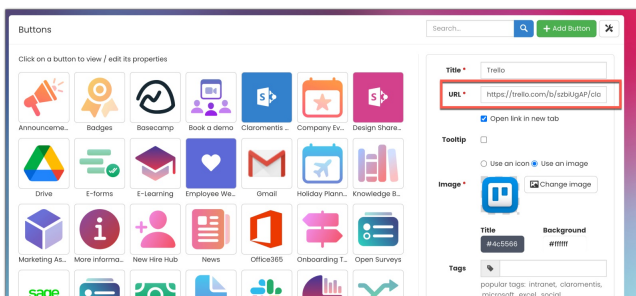 Buttons
Search...
+ Add Button
Click on a button to view / edit its properties
Announceme...
Badges
Basecamp
Book a demo
Claromentis ...
Company Ev...
Design Share...
Drive
E-forms
E-Learning
Employee We...
Gmail
Holiday Plann...
Knowledge B...
Marketing As...
More informa...
New Hire Hub
News
Office365
Onboarding T...
Open Surveys
sage
Title *
Trello
URL *
https://trello.com/b/szbiUgAP/clo
Open link in new tab
Tooltip
Use an icon
Use an image
Image *
Change image
Title
Background
#4c5566
#ffffff
Tags
popular tags: intranet, claromentis,
microsoft, excel, social